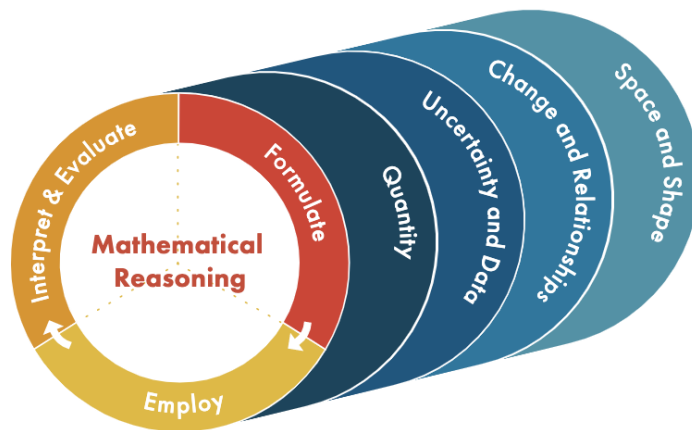 Mathematical
Reasoning
Formulate
Employ
Interpret & Evaluate
Quantity
Uncertainty and Data
Change and Relationships
Space and Shape